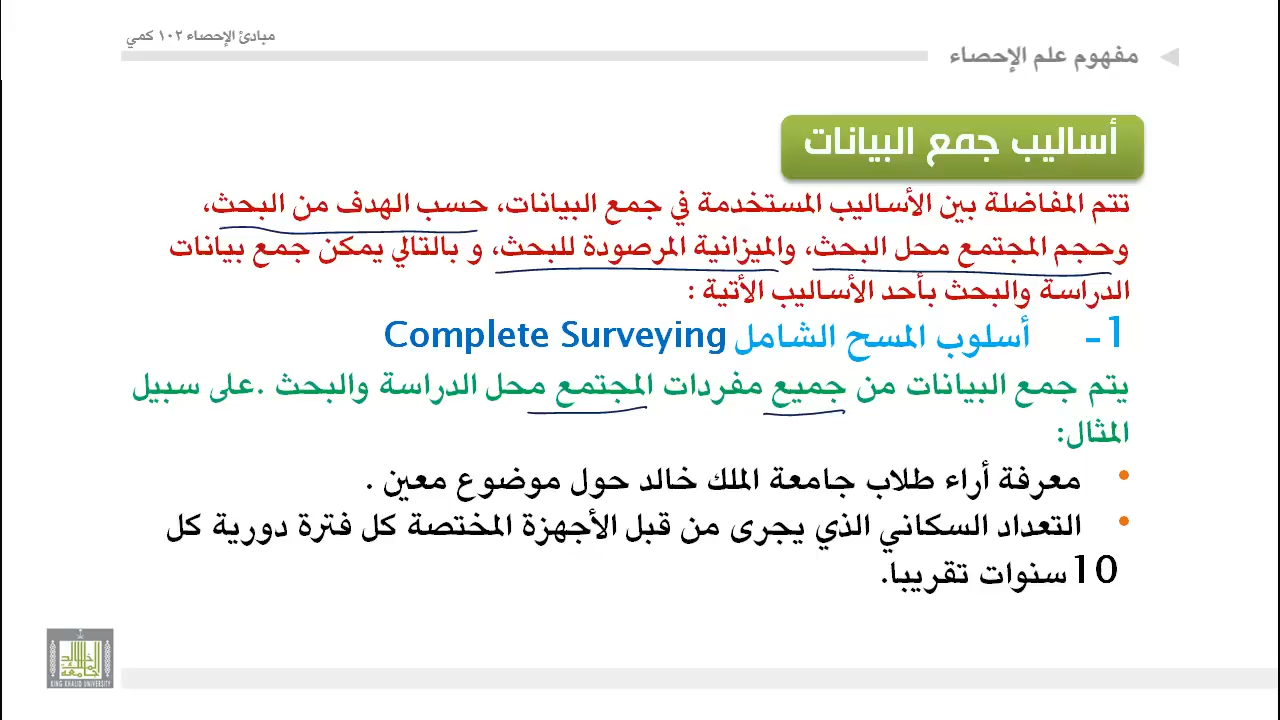 مبادئ الإحصاء ١٠٢ كمي
مفهوم علم الإحصاء
أساليب جمع البيانات
تتم المفاضلة بين الأساليب المستخدمة في جمع البيانات، حسب الهدف من البحث،
وحجم المجتمع محل البحث، والميزانية المرصودة للبحث، و بالتالي يمكن جمع بيانات
الدراسة والبحث بأحد الأساليب الأتية :
1- أسلوب المسح الشامل Complete Surveying
يتم جمع البيانات من جميع مفردات المجتمع محل الدراسة والبحث .على سبيل
المثال:
• معرفة أراء طلاب جامعة الملك خالد حول موضوع معين .
• التعداد السكاني الذي يجرى من قبل الأجهزة المختصة كل فترة دورية كل
10سنوات تقريبا.
KING KHALID UNIVERSITY